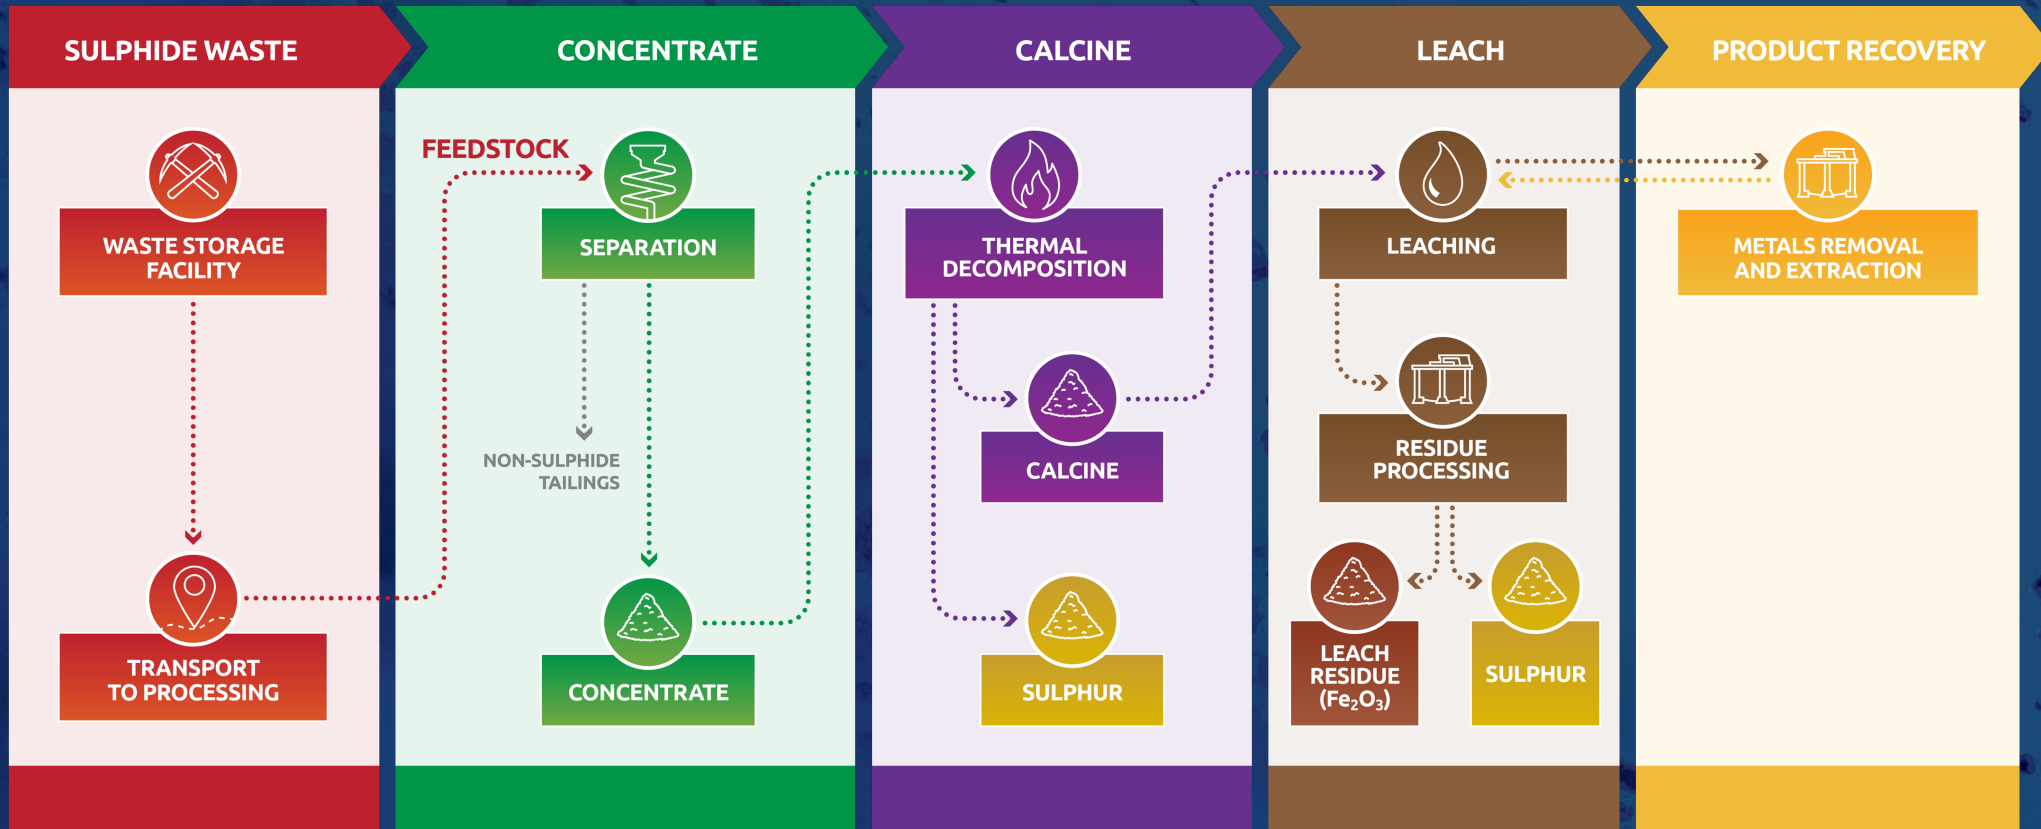 SULPHIDE WASTE
CONCENTRATE
CALCINE
LEACH
PRODUCT RECOVERY
WASTE STORAGE
FACILITY
TRANSPORT
TO PROCESSING
FEEDSTOCK
SEPARATION
NON-SULPHIDE
TAILINGS
CONCENTRATE
THERMAL
DECOMPOSITION
CALCINE
SULPHUR
LEACHING
RESIDUE
PROCESSING
LEACH
RESIDUE
(Fe₂O₃)
SULPHUR
METALS REMOVAL
AND EXTRACTION